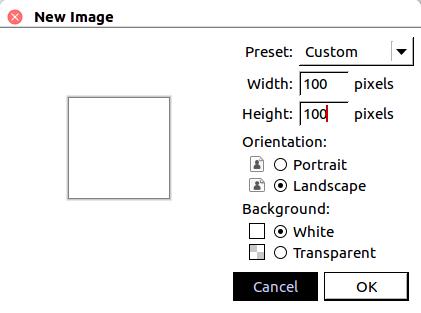 New Image
Preset: Custom
Width: 100 pixels
Height: 100 pixels
Orientation:
Portrait
Landscape
Background:
White
Transparent
Cancel OK